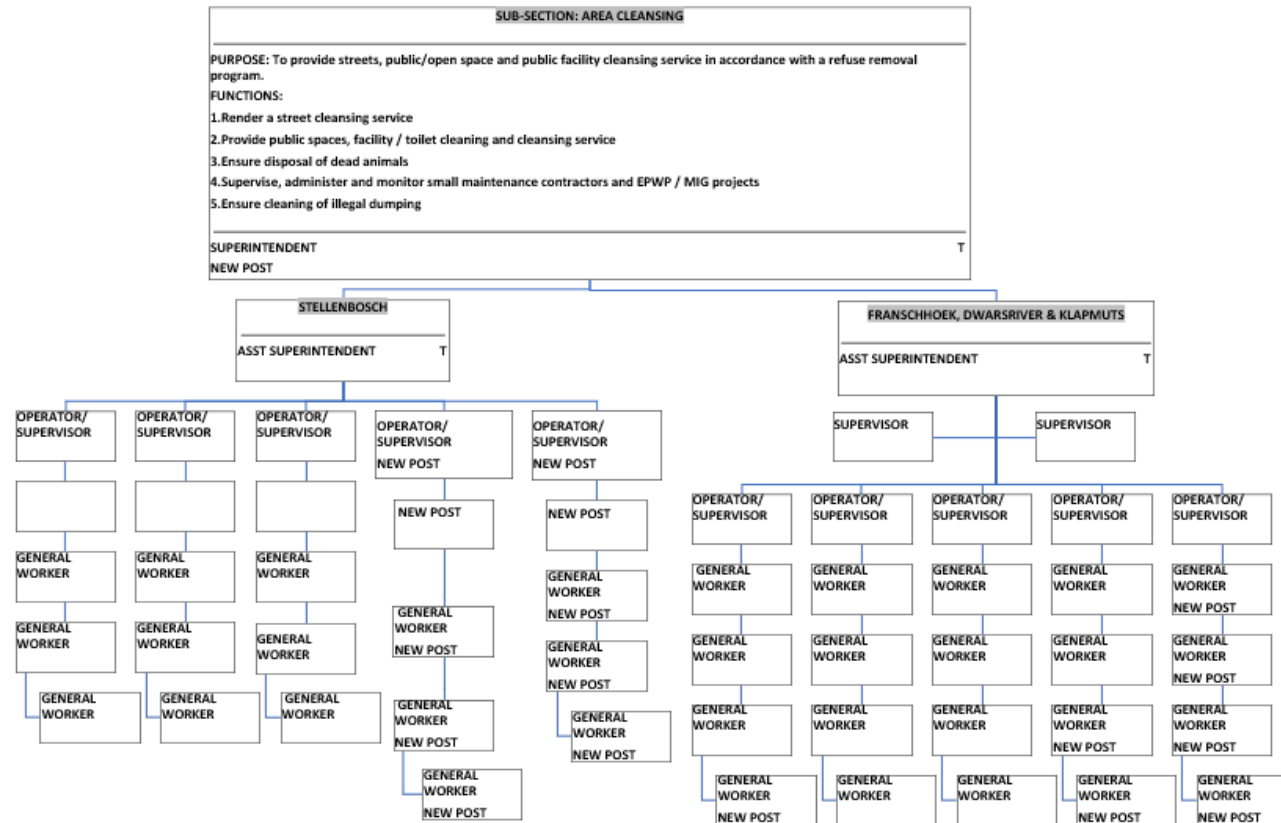 SUB-SECTION: AREA CLEANSING
PURPOSE: To provide streets, public/open space and public facility cleansing service in accordance with a refuse removal
program.
FUNCTIONS:
1.Render a street cleansing service
2.Provide public spaces, facility / toilet cleaning and cleansing service
3.Ensure disposal of dead animals
4.Supervise, administer and monitor small maintenance contractors and EPWP / MIG projects
5.Ensure cleaning of illegal dumping
SUPERINTENDENT T
NEW POST
STELLENBOSCH
ASST SUPERINTENDENT T
OPERATOR/
SUPERVISOR
GENERAL
WORKER
GENERAL
WORKER
GENERAL
WORKER
OPERATOR/
SUPERVISOR
GENRAL
WORKER
GENERAL
WORKER
GENERAL
WORKER
OPERATOR/
SUPERVISOR
GENERAL
WORKER
GENERAL
WORKER
GENERAL
WORKER
OPERATOR/
SUPERVISOR
NEW POST
NEW POST
GENERAL
WORKER
NEW POST
GENERAL
WORKER
NEW POST
GENERAL
WORKER
NEW POST
OPERATOR/
SUPERVISOR
NEW POST
NEW POST
GENERAL
WORKER
NEW POST
GENERAL
WORKER
NEW POST
GENERAL
WORKER
NEW POST
FRANSCHHOEK, DWARSRIVER & KLAPMUTS
ASST SUPERINTENDENT T
SUPERVISOR
SUPERVISOR
OPERATOR/
SUPERVISOR
GENERAL
WORKER
GENERAL
WORKER
GENERAL
WORKER
GENERAL
WORKER
NEW POST
OPERATOR/
SUPERVISOR
GENERAL
WORKER
GENERAL
WORKER
GENERAL
WORKER
GENERAL
WORKER
OPERATOR/
SUPERVISOR
GENERAL
WORKER
GENERAL
WORKER
GENERAL
WORKER
GENERAL
WORKER
OPERATOR/
SUPERVISOR
GENERAL
WORKER
GENERAL
WORKER
GENERAL
WORKER
NEW POST
GENERAL
WORKER
NEW POST
OPERATOR/
SUPERVISOR
GENERAL
WORKER
NEW POST
GENERAL
WORKER
NEW POST
GENERAL
WORKER
NEW POST
GENERAL
WORKER
NEW POST